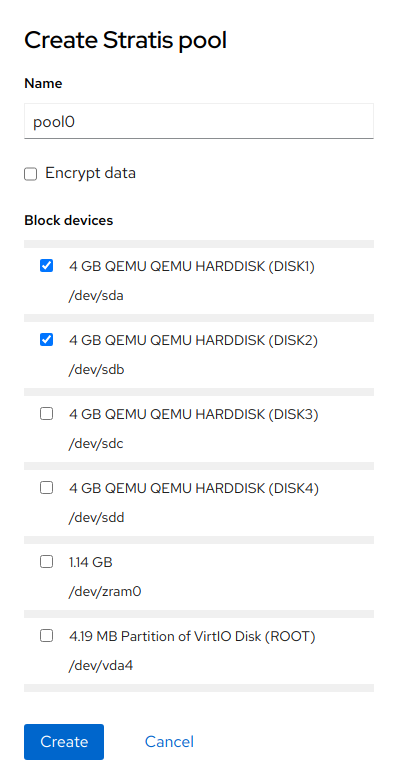 Create Stratis pool
Name
pool0
Encrypt data
Block devices
4 GB QEMU QEMU HARDDISK (DISK1)
/dev/sda
4 GB QEMU QEMU HARDDISK (DISK2)
/dev/sdb
4 GB QEMU QEMU HARDDISK (DISK3)
/dev/sdc
4 GB QEMU QEMU HARDDISK (DISK4)
/dev/sdd
1.14 GB
/dev/zram0
4.19 MB Partition of VirtIO Disk (ROOT)
/dev/vda4
Create Cancel